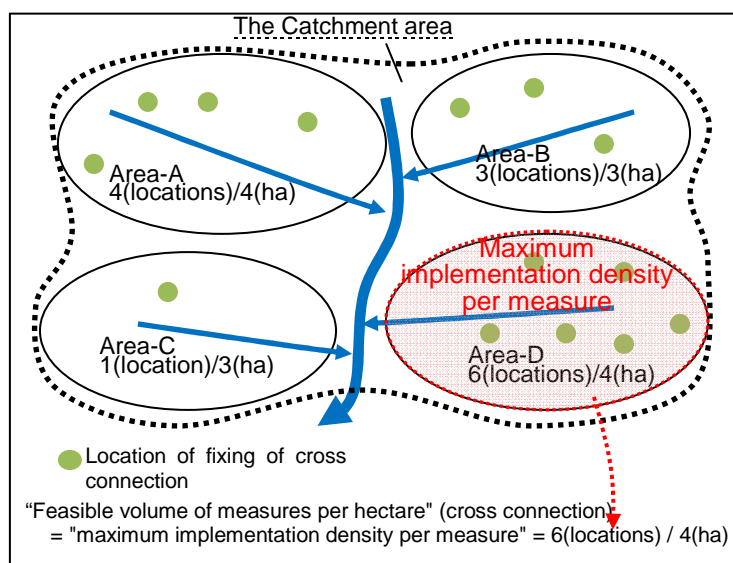 The Catchment area
Area-A
4(locations)/4(ha)
Area-B
3(locations)/3(ha)
Maximum
implementation density
per measure
Area-C
1(location)/3(ha)
Area-D
6(locations)/4(ha)
Location of fixing of cross
connection
“Feasible volume of measures per hectare" (cross connection)
= "maximum implementation density per measure" = 6(locations) / 4(ha)